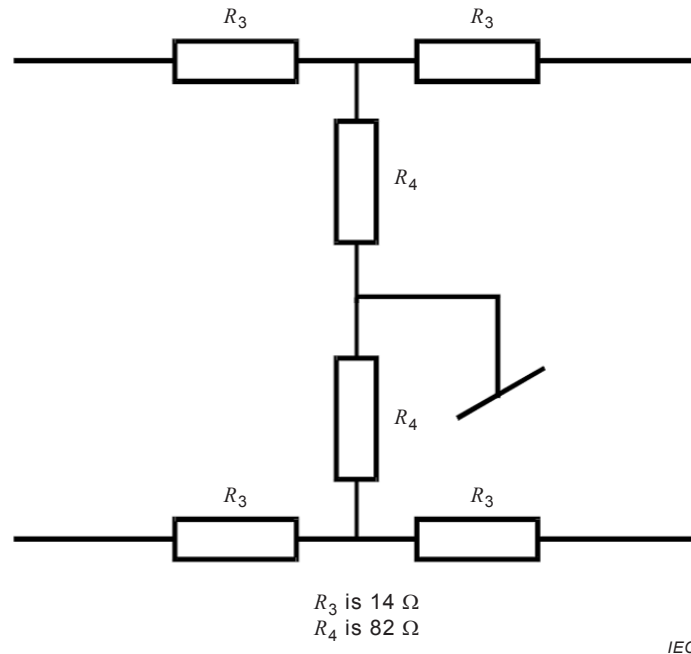 R3 R3
R4
R4
R3 R3
R3 is 14 Ω
R4 is 82 Ω
IEC